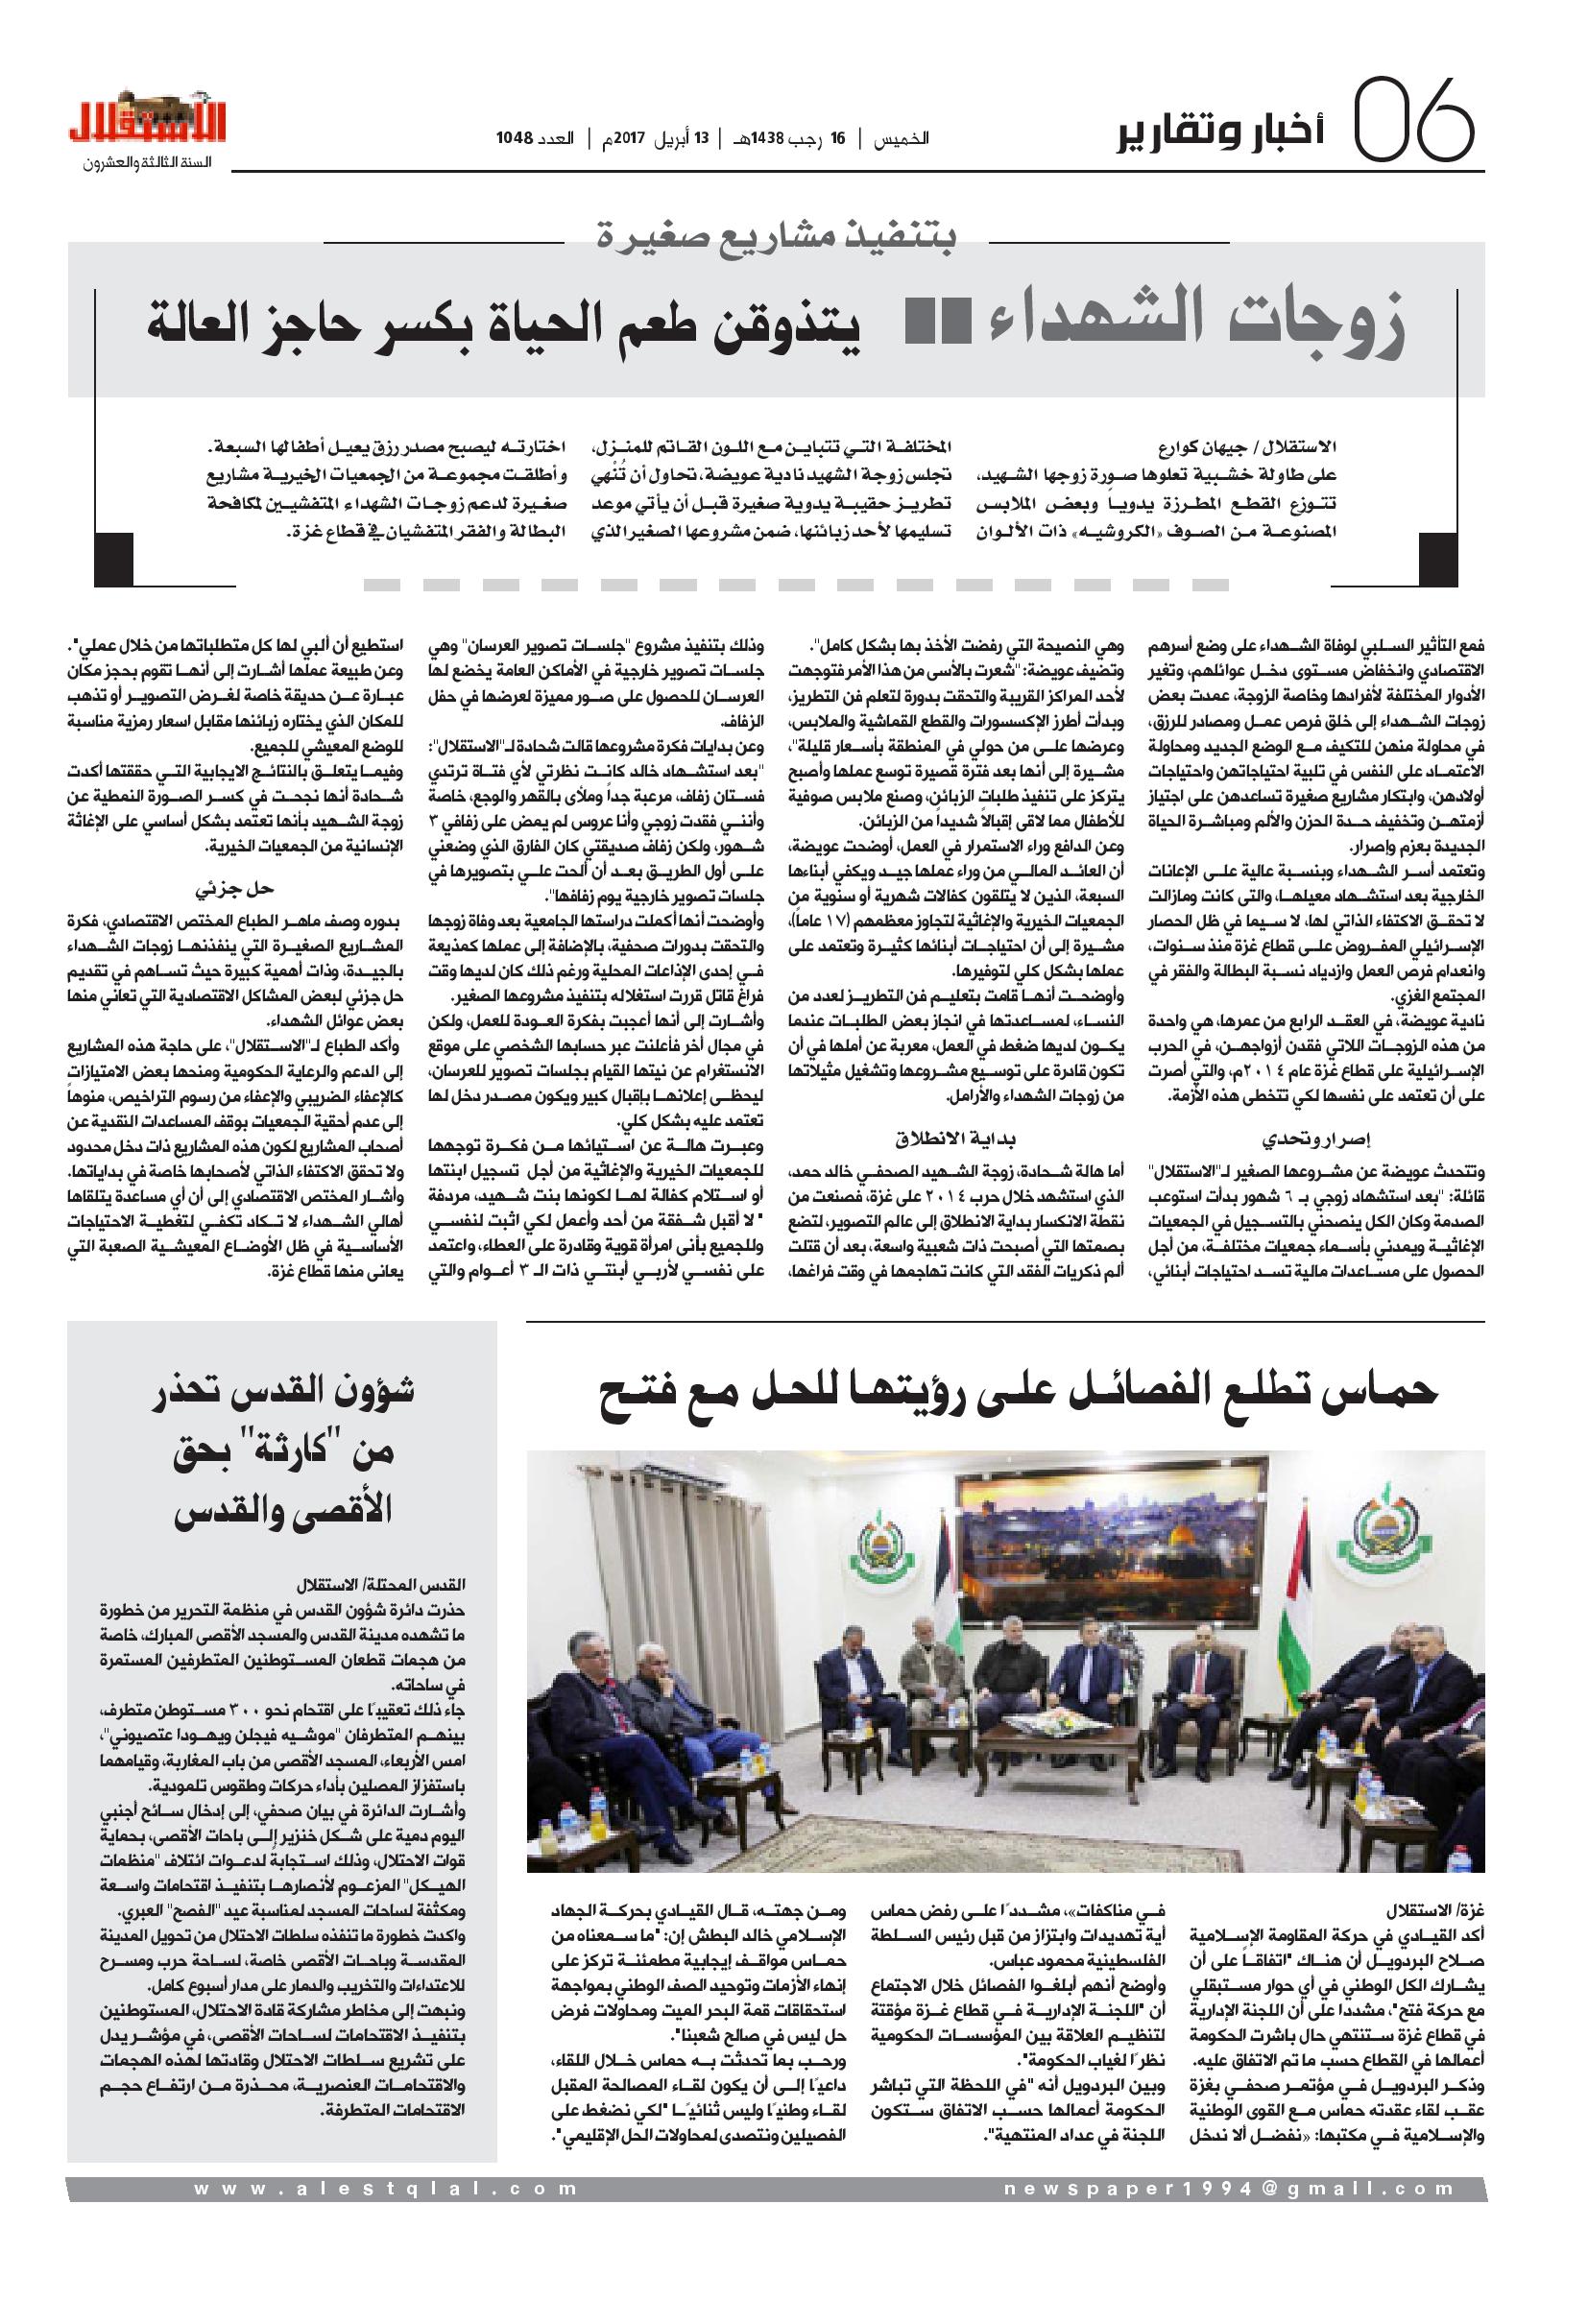 06
أخبار وتقارير
الخميس | 16 رجب 1438هـ | 13 أبريل 2017م | العدد 1048
الاستقلال
السنة الثالثة والعشرون
بتنفيذ مشاريع صغيرة
زوجات الشهداء
يتذوقن طعم الحياة بكسر حاجز العالة
الاستقلال/ جيهان كوارع
على طاولة خشبية تعلوها صورة زوجها الشهيد،
تتوزع القطع المطرزة يدوياً وبعض الملابس
المصنوعة من الصوف «الكروشيه» ذات الألوان
المختلفة التي تتباين مع اللون القاتم للمنزل،
تجلس زوجة الشهيد نادية عويضة، تحاول أن تُنْهي
تطريز حقيبة يدوية صغيرة قبل أن يأتي موعد
تسليمها لأحد زبائنها، ضمن مشروعها الصغير الذي
اختارته ليصبح مصدر رزق يعيل أطفالها السبعة.
وأطلقت مجموعة من الجمعيات الخيرية مشاريع
صغيرة لدعم زوجات الشهداء المتفشيين لمكافحة
البطالة والفقر المتفشيان في قطاع غزة.
فمع التأثير السلبي لوفاة الشهداء على وضع أسرهم
الاقتصادي وانخفاض مستوى دخل عوائلهم، وتغير
الأدوار المختلفة لأفرادها وخاصة الزوجة، عمدت بعض
زوجات الشهداء إلى خلق فرص عمل ومصادر للرزق،
في محاولة منهن للتكيف مع الوضع الجديد ومحاولة
الاعتماد على النفس في تلبية احتياجاتهن واحتياجات
أولادهن، وابتكار مشاريع صغيرة تساعدهن على اجتياز
أزمتهن وتخفيف حدة الحزن والألم ومباشرة الحياة
الجديدة بعزم وإصرار.
وتعتمد أسر الشهداء وبنسبة عالية على الإعانات
الخارجية بعد استشهاد معيلها، والتى كانت ومازالت
لا تحقق الاكتفاء الذاتي لها، لا سيما في ظل الحصار
الإسرائيلي المفروض على قطاع غزة منذ سنوات،
وانعدام فرص العمل وازدياد نسبة البطالة والفقر في
المجتمع الغزي.
نادية عويضة، في العقد الرابع من عمرها، هي واحدة
من هذه الزوجات اللاتي فقدن أزواجهن، في الحرب
الإسرائيلية على قطاع غزة عام ٢٠١٤م، والتي أصرت
على أن تعتمد على نفسها لكي تتخطى هذه الأزمة.
إصرار وتحدي
وتتحدث عويضة عن مشروعها الصغير لـ"الاستقلال"
قائلة: "بعد استشهاد زوجي بـ ٦ شهور بدأت استوعب
الصدمة وكان الكل ينصحني بالتسجيل في الجمعيات
الإغاثية ويمدني بأسماء جمعيات مختلفة، من أجل
الحصول على مساعدات مالية تسد احتياجات أبنائي،
وهي النصيحة التي رفضت الأخذ بها بشكل كامل".
وتضيف عويضة: "شعرت بالأسى من هذا الأمر فتوجهت
لأحد المراكز القريبة والتحقت بدورة لتعلم فن التطريز،
وبدأت أطرز الإكسسورات والقطع القماشية والملابس،
وعرضها على من حولي في المنطقة بأسعار قليلة"،
مشيرة إلى أنها بعد فترة قصيرة توسع عملها وأصبح
يتركز على تنفيذ طلبات الزبائن، وصنع ملابس صوفية
للأطفال مما لاقى إقبالاً شديداً من الزبائن.
وعن الدافع وراء الاستمرار في العمل، أوضحت عويضة،
أن العائد المالي من وراء عملها جيد ويكفي أبناءها
السبعة، الذين لا يتلقون كفالات شهرية أو سنوية من
الجمعيات الخيرية والإغاثية لتجاوز معظمهم (١٧ عاماً)،
مشيرة إلى أن احتياجات أبنائها كثيرة وتعتمد على
عملها بشكل كلي لتوفيرها.
وأوضحت أنها قامت بتعليم فن التطريز لعدد من
النساء، لمساعدتها في انجاز بعض الطلبات عندما
يكون لديها ضغط في العمل، معربة عن أملها في أن
تكون قادرة على توسيع مشروعها وتشغيل مثيلاتها
من زوجات الشهداء والأرامل.
بداية الانطلاق
أما هالة شحادة، زوجة الشهيد الصحفي خالد حمد،
الذي استشهد خلال حرب ٢٠١٤ على غزة، فصنعت من
نقطة الانكسار بداية الانطلاق إلى عالم التصوير، لتضع
بصمتها التي أصبحت ذات شعبية واسعة، بعد أن قتلت
ألم ذكريات الفقد التي كانت تهاجمها في وقت فراغها،
وذلك بتنفيذ مشروع "جلسات تصوير العرسان" وهي
جلسات تصوير خارجية في الأماكن العامة يخضع لها
العرسان للحصول على صور مميزة لعرضها في حفل
الزفاف.
وعن بدايات فكرة مشروعها قالت شحادة لـ"الاستقلال":
"بعد استشهاد خالد كانت نظرتي لأي فتاة ترتدي
فستان زفاف، مرعبة جداً وملأى بالقهر والوجع، خاصة
وأنني فقدت زوجي وأنا عروس لم يمض على زفافي ٣
شهور، ولكن زفاف صديقتي كان الفارق الذي وضعني
على أول الطريق بعد أن ألحت علي بتصويرها في
جلسات تصوير خارجية يوم زفافها".
وأوضحت أنها أكملت دراستها الجامعية بعد وفاة زوجها
والتحقت بدورات صحفية، بالإضافة إلى عملها كمذيعة
في إحدى الإذاعات المحلية ورغم ذلك كان لديها وقت
فراغ قاتل قررت استغلاله بتنفيذ مشروعها الصغير.
وأشارت إلى أنها أعجبت بفكرة العودة للعمل، ولكن
في مجال أخر فأعلنت عبر حسابها الشخصي على موقع
الانستغرام عن نيتها القيام بجلسات تصوير للعرسان،
ليحظى إعلانها بإقبال كبير ويكون مصدر دخل لها
تعتمد عليه بشكل كلي.
وعبرت هالة عن استيائها من فكرة توجهها
للجمعيات الخيرية والإغاثية من أجل تسجيل ابنتها
أو استلام كفالة لها لكونها بنت شهيد، مردفة
" لا أقبل شفقة من أحد وأعمل لكي اثبت لنفسي
وللجميع بأنى امرأة قوية وقادرة على العطاء، واعتمد
على نفسي لأربي أبنتي ذات الـ ٣ أعوام والتي
استطيع أن ألبي لها كل متطلباتها من خلال عملي".
وعن طبيعة عملها أشارت إلى أنها تقوم بحجز مكان
عبارة عن حديقة خاصة لغرض التصوير أو تذهب
للمكان الذي يختاره زبائنها مقابل اسعار رمزية مناسبة
للوضع المعيشي للجميع.
وفيما يتعلق بالنتائج الايجابية التي حققتها أكدت
شحادة أنها نجحت في كسر الصورة النمطية عن
زوجة الشهيد بأنها تعتمد بشكل أساسي على الإغاثة
الإنسانية من الجمعيات الخيرية.
حل جزئي
بدوره وصف ماهر الطباع المختص الاقتصادي، فكرة
المشاريع الصغيرة التي ينفذنها زوجات الشهداء
بالجيدة، وذات أهمية كبيرة حيث تساهم في تقديم
حل جزئي لبعض المشاكل الاقتصادية التي تعاني منها
بعض عوائل الشهداء.
وأكد الطباع لـ"الاستقلال"، على حاجة هذه المشاريع
إلى الدعم والرعاية الحكومية ومنحها بعض الامتيازات
كالإعفاء الضريبي والإعفاء من رسوم التراخيص، منوهاً
إلى عدم أحقية الجمعيات بوقف المساعدات النقدية عن
أصحاب المشاريع لكون هذه المشاريع ذات دخل محدود
ولا تحقق الاكتفاء الذاتي لأصحابها خاصة في بداياتها.
وأشار المختص الاقتصادي إلى أن أي مساعدة يتلقاها
أهالي الشهداء لا تكاد تكفي لتغطية الاحتياجات
الأساسية في ظل الأوضاع المعيشية الصعبة التي
يعانى منها قطاع غزة.
حماس تطلع الفصائل على رؤيتها للحل مع فتح
غزة/ الاستقلال
أكد القيادي في حركة المقاومة الإسلامية
صلاح البردويل أن هناك "اتفاقاً على أن
يشارك الكل الوطني في أي حوار مستقبلي
مع حركة فتح"، مشددا على أن اللجنة الإدارية
في قطاع غزة ستنتهي حال باشرت الحكومة
أعمالها في القطاع حسب ما تم الاتفاق عليه.
وذكر البردويل في مؤتمر صحفي بغزة
عقب لقاء عقدته حماس مع القوى الوطنية
والإسلامية في مكتبها: «نفضل ألا ندخل
في مناكفات»، مشددًا على رفض حماس
أية تهديدات وابتزاز من قبل رئيس السلطة
الفلسطينية محمود عباس.
وأوضح أنهم أبلغوا الفصائل خلال الاجتماع
أن "اللجنة الإدارية في قطاع غزة مؤقتة
لتنظيم العلاقة بين المؤسسات الحكومية
نظرًا لغياب الحكومة".
وبين البردويل أنه "في اللحظة التي تباشر
الحكومة أعمالها حسب الاتفاق ستكون
اللجنة في عداد المنتهية".
ومن جهته، قال القيادي بحركة الجهاد
الإسلامي خالد البطش إن: "ما سمعناه من
حماس مواقف إيجابية مطمئنة تركز على
إنهاء الأزمات وتوحيد الصف الوطني بمواجهة
استحقاقات قمة البحر الميت ومحاولات فرض
حل ليس في صالح شعبنا".
ورحب بما تحدثت به حماس خلال اللقاء،
داعيًا إلى أن يكون لقاء المصالحة المقبل
لقاء وطنيًا وليس ثنائيًا "لكي نضغط على
الفصيلين ونتصدى لمحاولات الحل الإقليمي".
شؤون القدس تحذر
من "كارثة" بحق
الأقصى والقدس
القدس المحتلة/ الاستقلال
حذرت دائرة شؤون القدس في منظمة التحرير من خطورة
ما تشهده مدينة القدس والمسجد الأقصى المبارك، خاصة
من هجمات قطعان المستوطنين المتطرفين المستمرة
في ساحاته.
جاء ذلك تعقيبًا على اقتحام نحو ٣٠٠ مستوطن متطرف،
بينهم المتطرفان "موشيه فيجلن ويهودا عتصيوني"،
امس الأربعاء، المسجد الأقصى من باب المغاربة، وقيامهما
باستفزاز المصلين بأداء حركات وطقوس تلمودية.
وأشارت الدائرة في بيان صحفي، إلى إدخال سائح أجنبي
اليوم دمية على شكل خنزير إلى باحات الأقصى، بحماية
قوات الاحتلال، وذلك استجابةً لدعوات ائتلاف "منظمات
الهيكل" المزعوم لأنصارها بتنفيذ اقتحامات واسعة
ومكثفة لساحات المسجد لمناسبة عيد "الفصح" العبري.
واكدت خطورة ما تنفذه سلطات الاحتلال من تحويل المدينة
المقدسة وباحات الأقصى خاصة، لساحة حرب ومسرح
للاعتداءات والتخريب والدمار على مدار أسبوع كامل.
ونبهت إلى مخاطر مشاركة قادة الاحتلال، المستوطنين
بتنفيذ الاقتحامات لساحات الأقصى، في مؤشر يدل
على تشريع سلطات الاحتلال وقادتها لهذه الهجمات
والاقتحامات العنصرية، محذرة من ارتفاع حجم
الاقتحامات المتطرفة.
www.alestqlal.com
newspaper1994@gmail.com